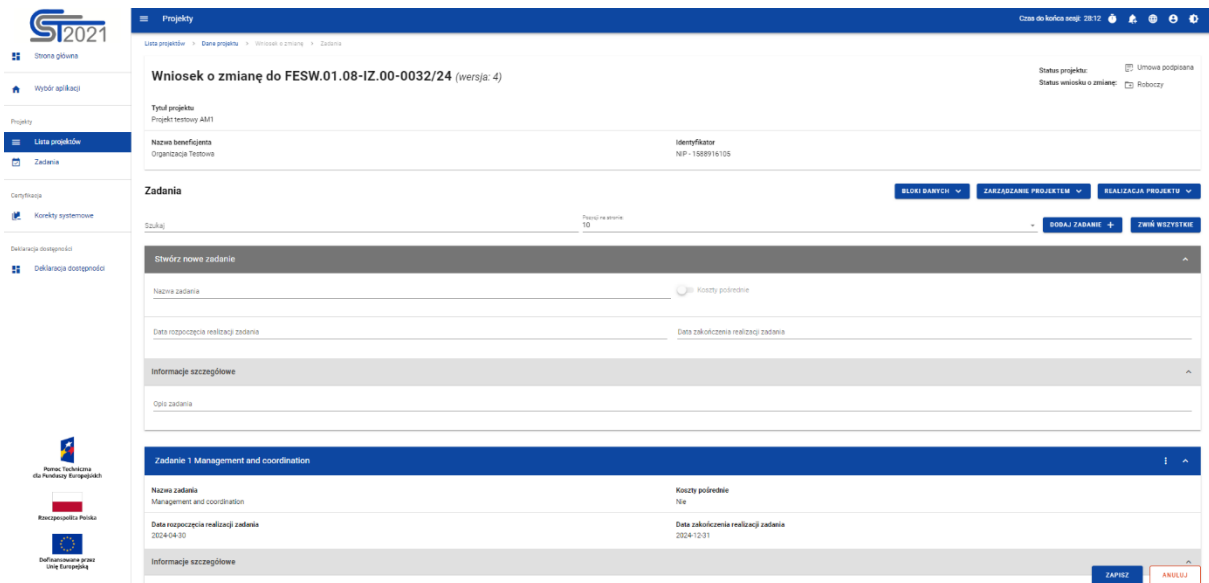 ST2021
Strona główna
Wybór aplikacji
Projekty
Lista projektów
Zadania
Certyfikacja
Korekty systemowe
Deklaracja dostępności
Deklaracja dostępności
Pomoc Techniczna
dla Funduszy Europejskich
Rzeczpospolita Polska
Dofinansowane przez
Unię Europejską
Projekty
Czas do końca sesji: 28:12
Lista projektów > Dane projektu > Wniosek o zmianę > Zadania
Wniosek o zmianę do FESW.01.08-IZ.00-0032/24 (wersja: 4)
Status projektu: Umowa podpisana
Status wniosku o zmianę: Roboczy
Tytuł projektu
Projekt testowy AM1
Nazwa beneficjenta Identyfikator
Organizacja Testowa NIP - 1588916105
Zadania BLOKI DANYCH ZARZĄDZANIE PROJEKTEM REALIZACJA PROJEKTU
Pozycji na stronie:
Szukaj 10 DODAJ ZADANIE + ZWIŃ WSZYSTKIE
Stwórz nowe zadanie
Nazwa zadania Koszty pośrednie
Data rozpoczęcia realizacji zadania Data zakończenia realizacji zadania
Informacje szczegółowe
Opis zadania
Zadanie 1 Management and coordination
Nazwa zadania Koszty pośrednie
Management and coordination Nie
Data rozpoczęcia realizacji zadania Data zakończenia realizacji zadania
2024-04-30 2024-12-31
Informacje szczegółowe
ZAPISZ ANULUJ